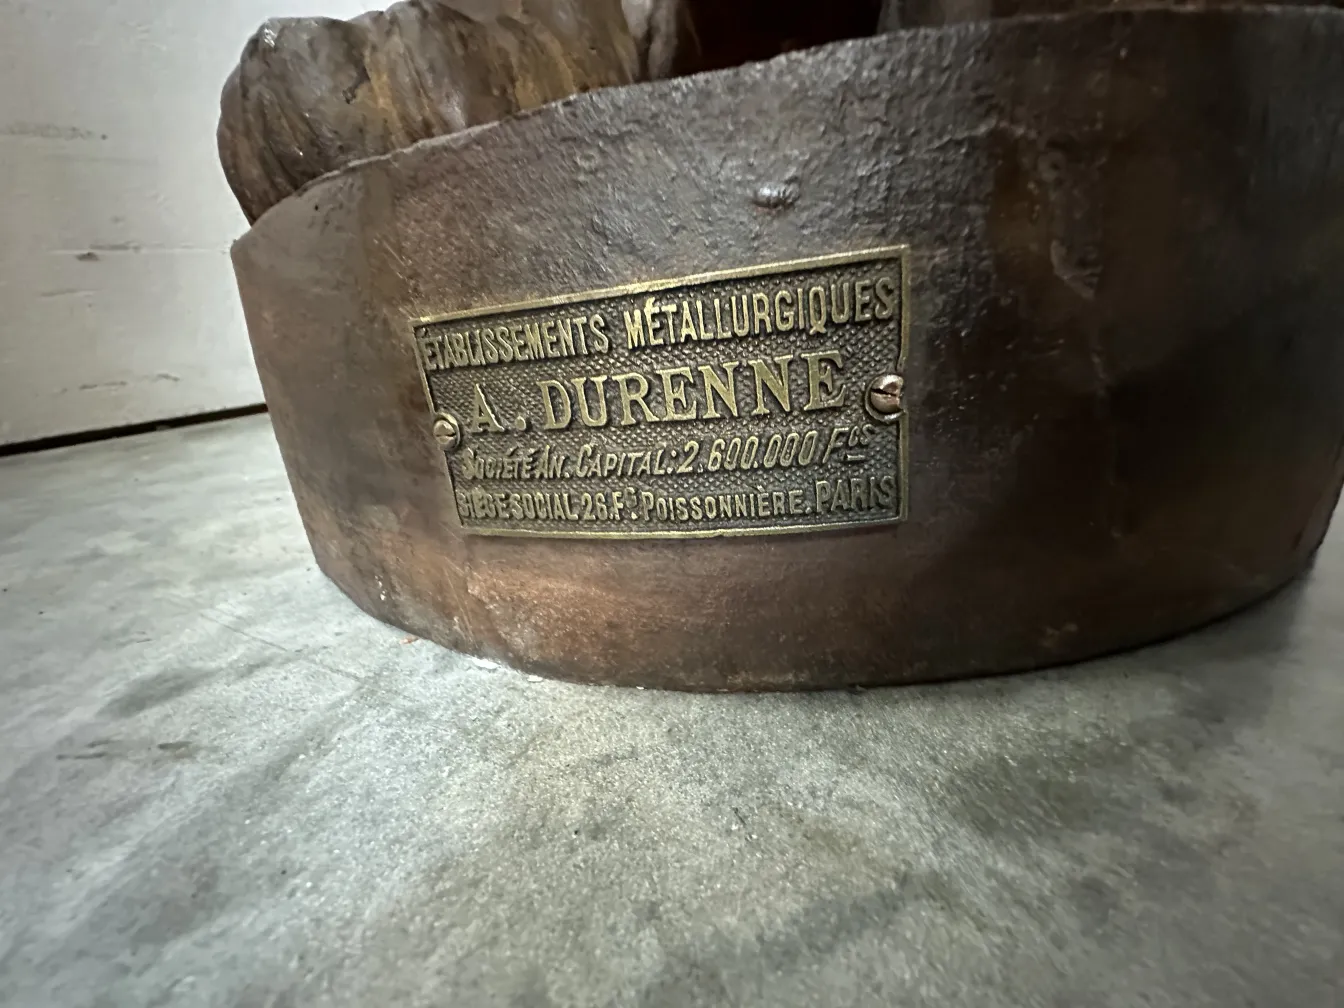 ÉTABLISSEMENTS MÉTALLURGIQUES
A. DURENNE
SOCIÉTÉ AN. CAPITAL: 2.600.000 Fcs
SIÈGE SOCIAL. 26. Fg POISSONNIÈRE. PARIS